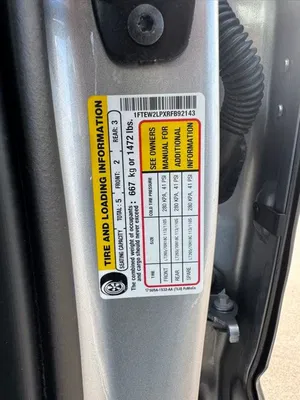 1FTEW2LPXRFB92143
TIRE AND LOADING INFORMATION
SEATING CAPACITY TOTAL: 5 FRONT: 2 REAR: 3
The combined weight of occupants
and cargo should never exceed : 667 kg or 1472 lbs.
TIRE SIZE COLD TIRE PRESSURE
FRONT 280 KPA, 41 PSI
REAR 280 KPA, 41 PSI
SPARE 280 KPA, 41 PSI
SEE OWNERS
MANUAL FOR
ADDITIONAL
INFORMATION